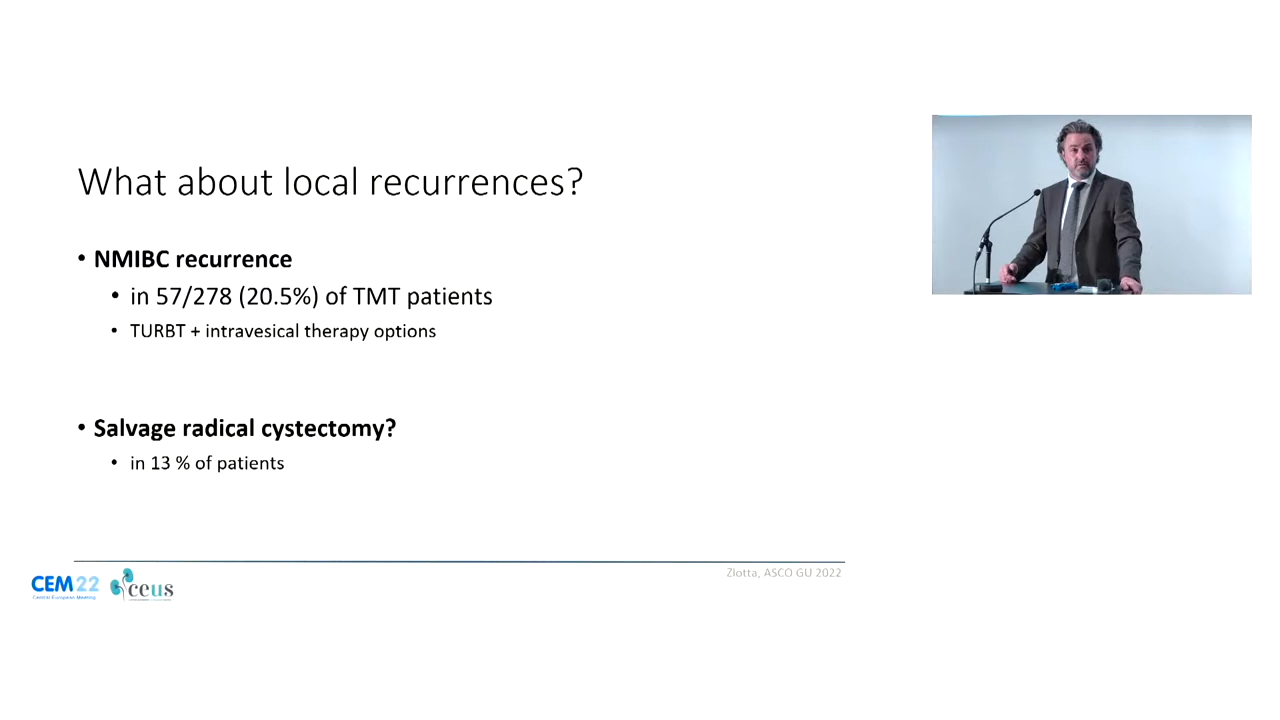 What about local recurrences?
• NMIBC recurrence
• in 57/278 (20.5%) of TMT patients
• TURBT + intravesical therapy options
• Salvage radical cystectomy?
• in 13 % of patients
Zlotta, ASCO GU 2022
CEM22
Central European Meeting
ceus